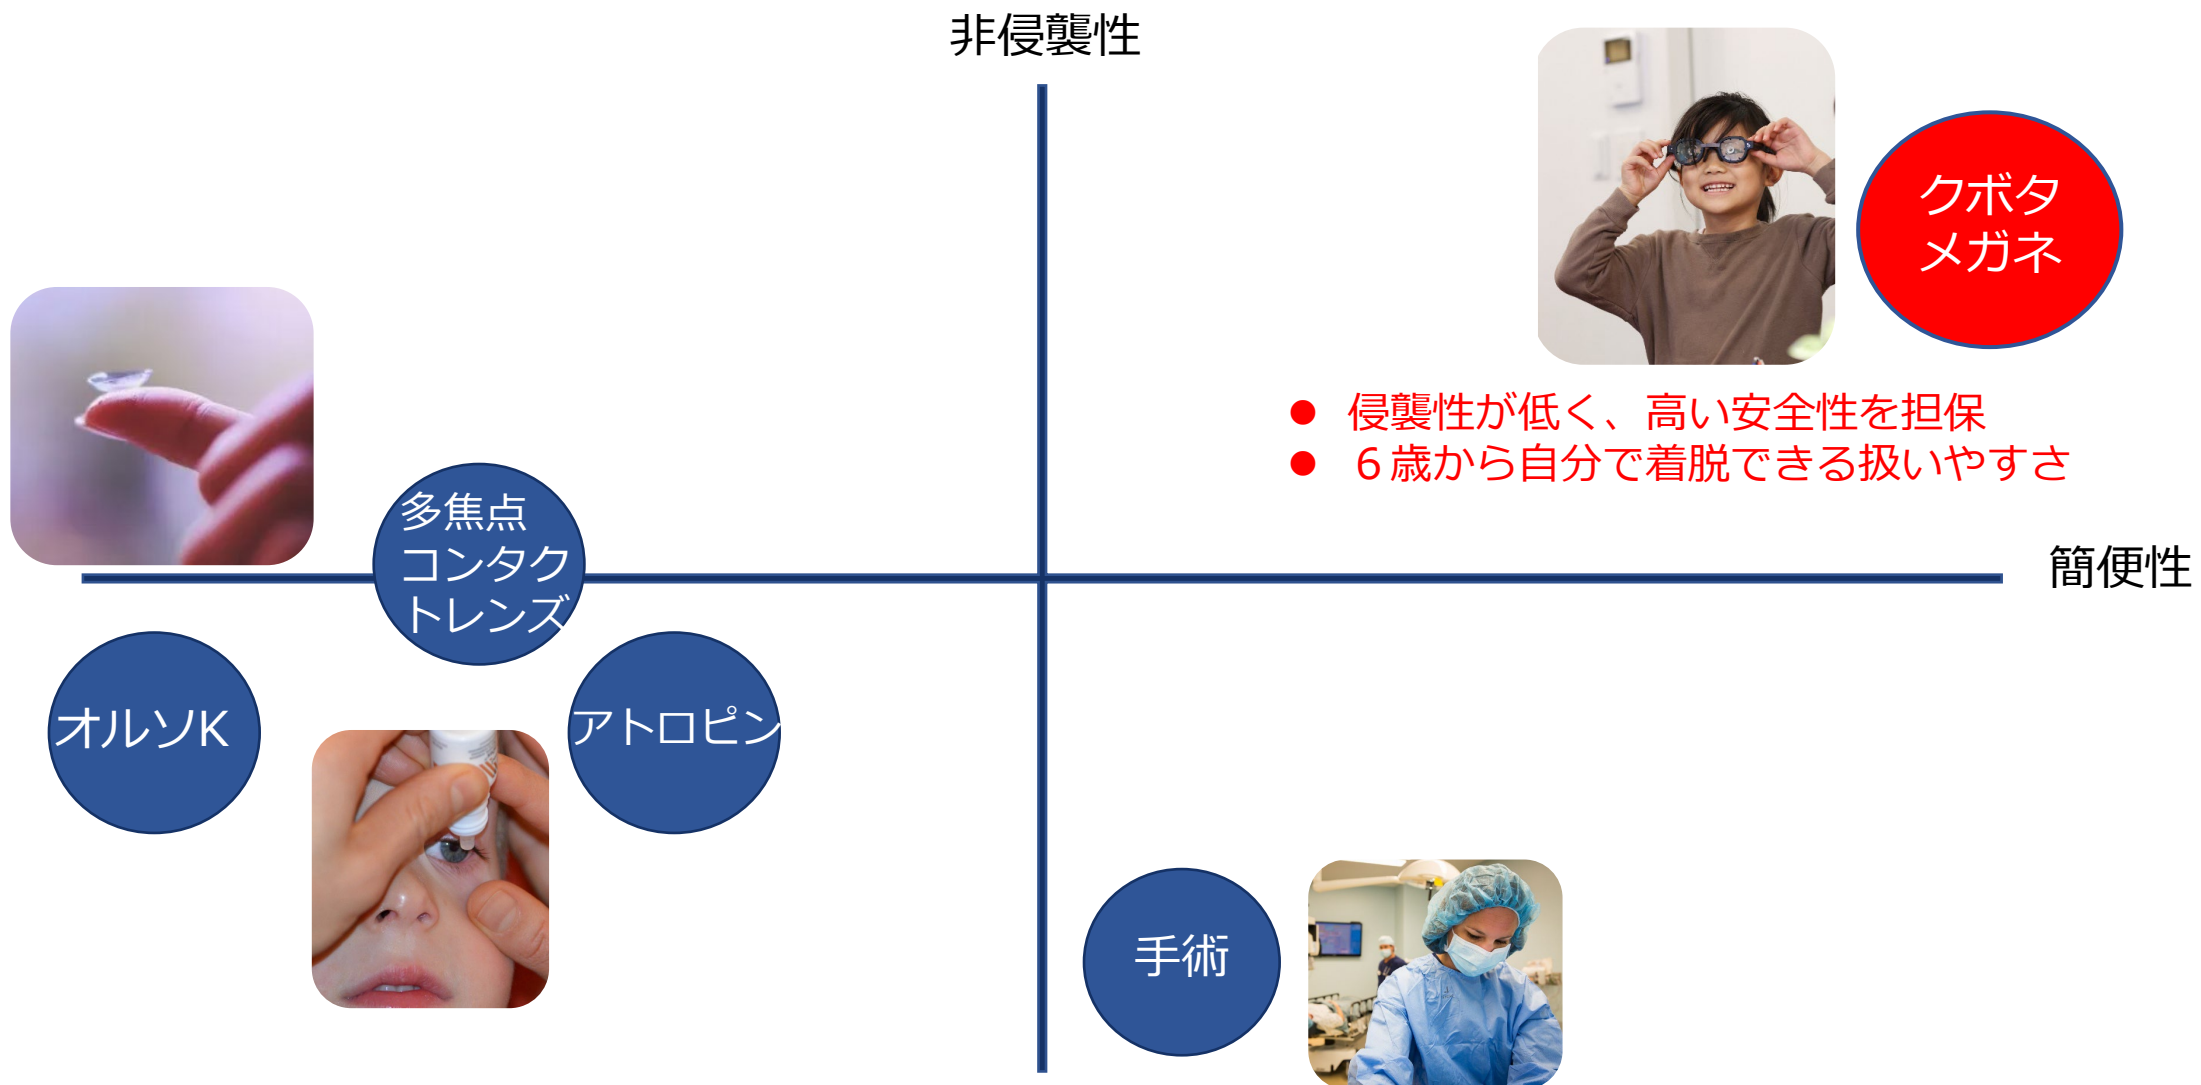 非侵襲性
クボタ
メガネ
● 侵襲性が低く、高い安全性を担保
● ６歳から自分で着脱できる扱いやすさ
多焦点
コンタク
トレンズ
簡便性
オルソK
アトロピン
手術